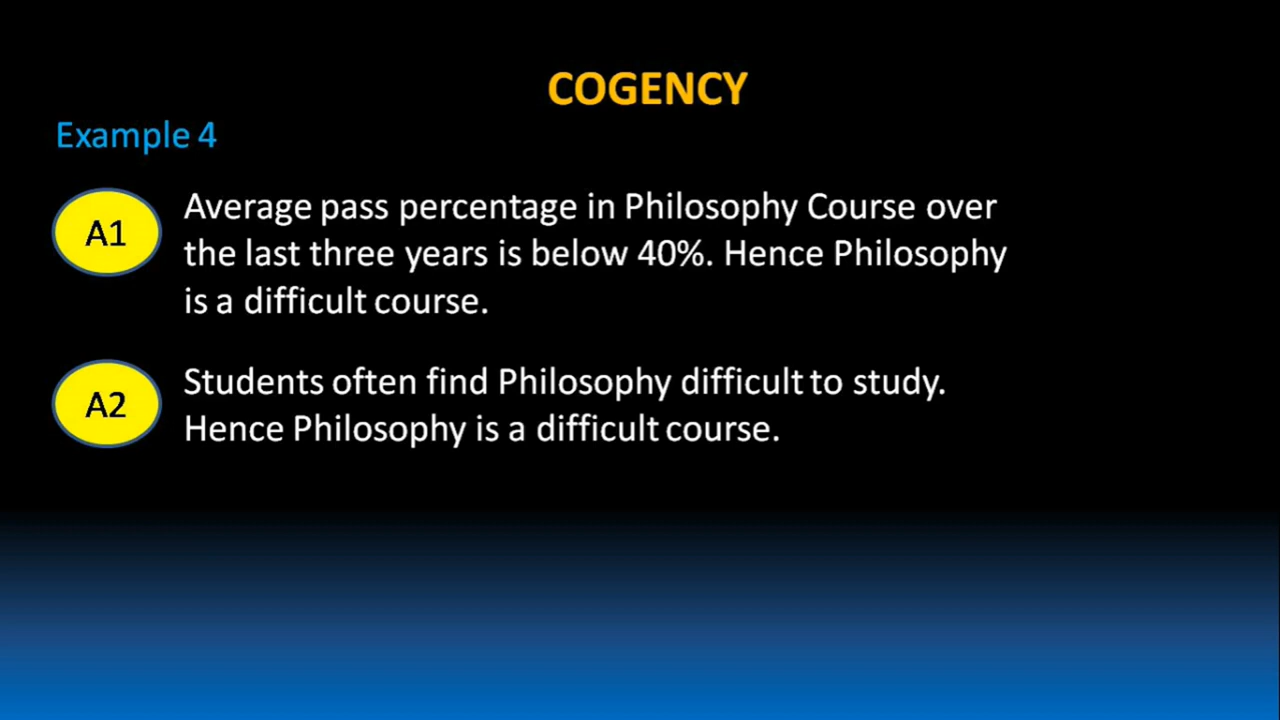 COGENCY
Example 4
A1
Average pass percentage in Philosophy Course over
the last three years is below 40%. Hence Philosophy
is a difficult course.
A2
Students often find Philosophy difficult to study.
Hence Philosophy is a difficult course.